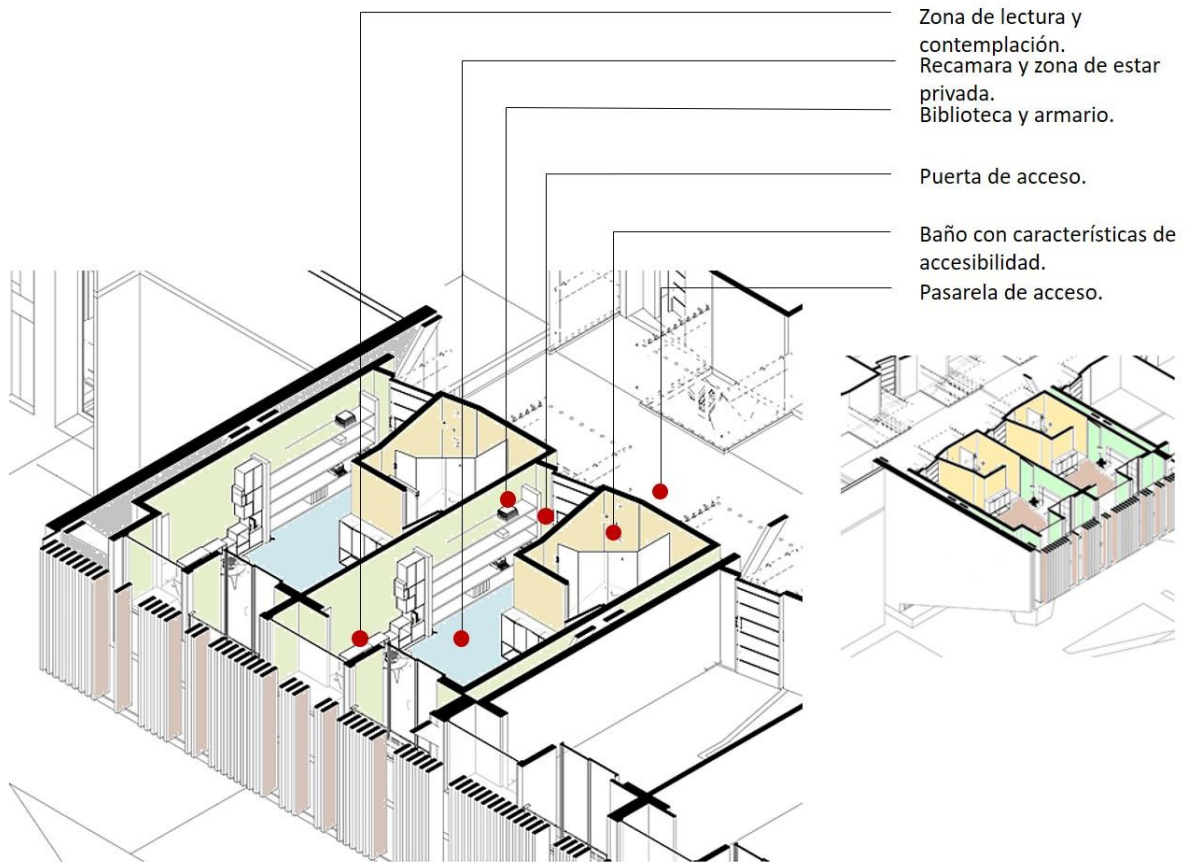 Zona de lectura y
contemplación.
Recamara y zona de estar
privada.
Biblioteca y armario.
Puerta de acceso.
Baño con características de
accesibilidad.
Pasarela de acceso.